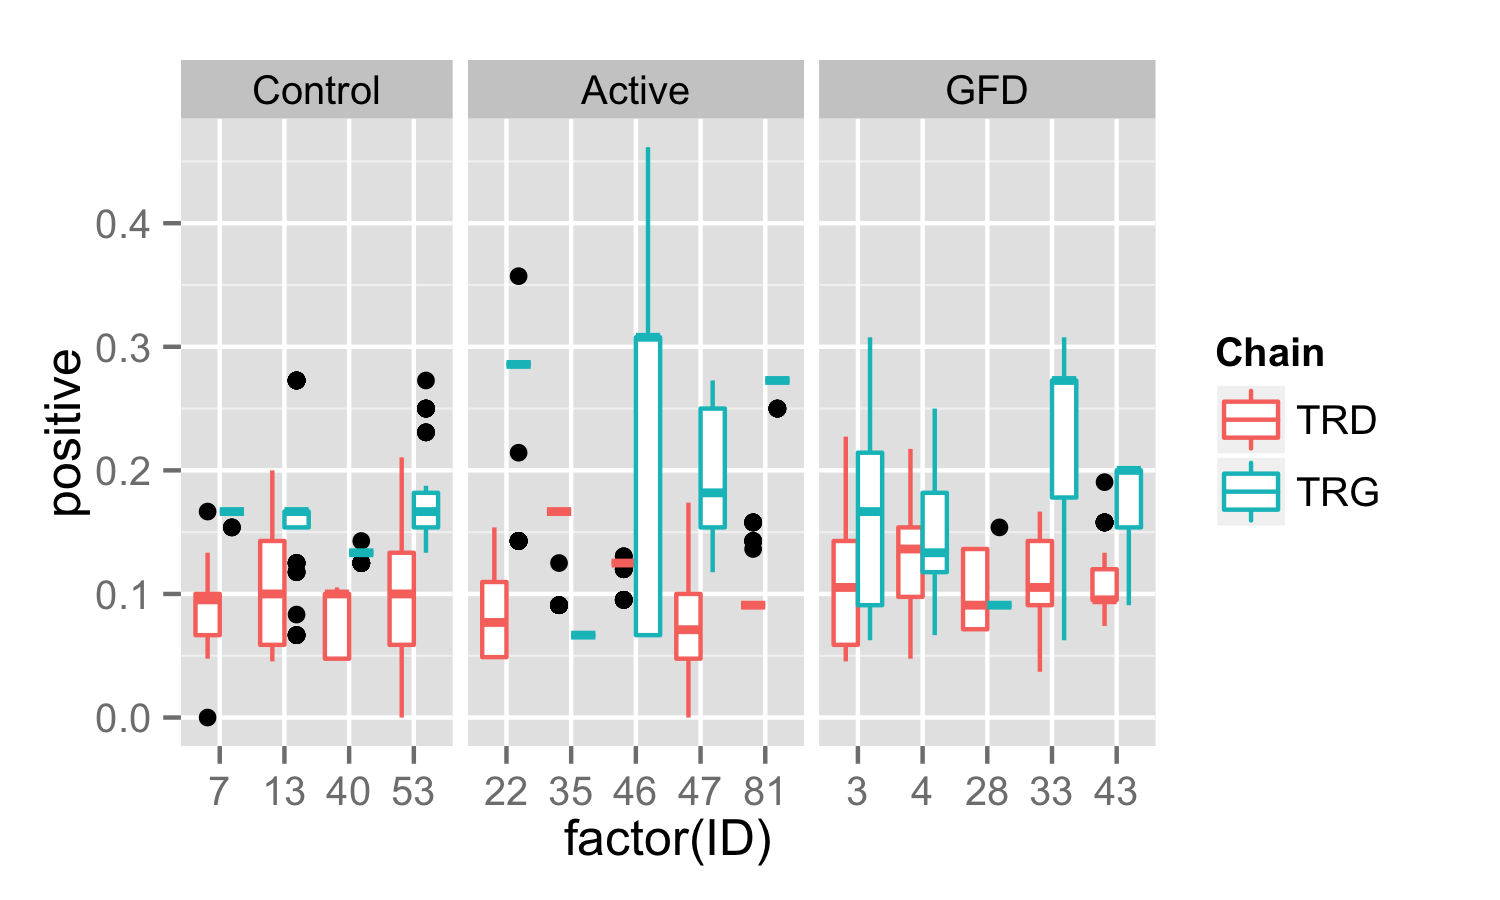 Control Active GFD
positive
0.4
0.3
0.2
0.1
0.0
7 13 40 53 22 35 46 47 81 3 4 28 33 43
factor(ID)
Chain
TRD
TRG